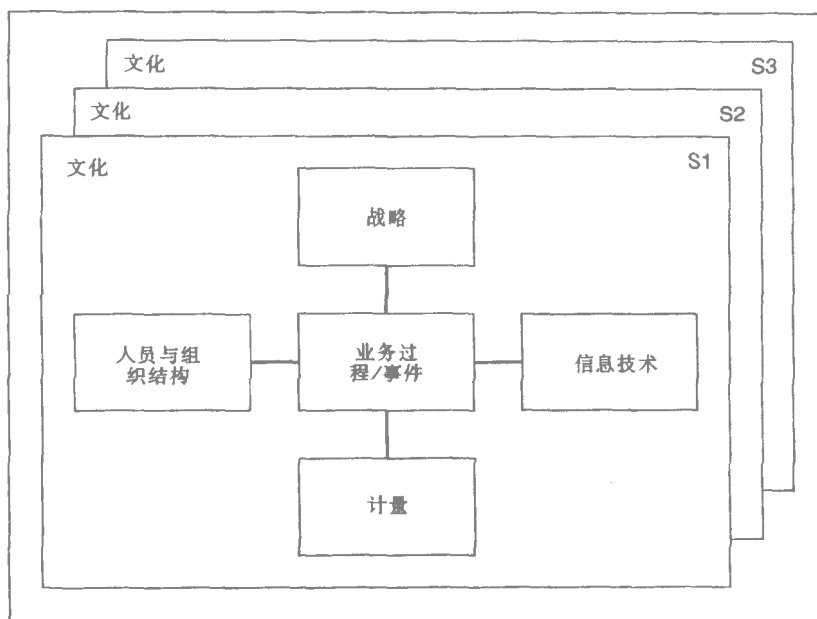 文化 S3
文化 S2
文化 S1
战略
人员与组
织结构
业务过
程/事件
信息技术
计量